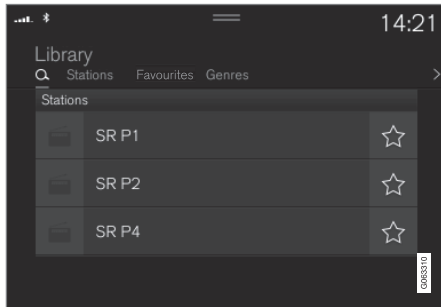 14:21
Library
Stations Favourites Genres
Stations
SR P1
SR P2
SR P4
G063310